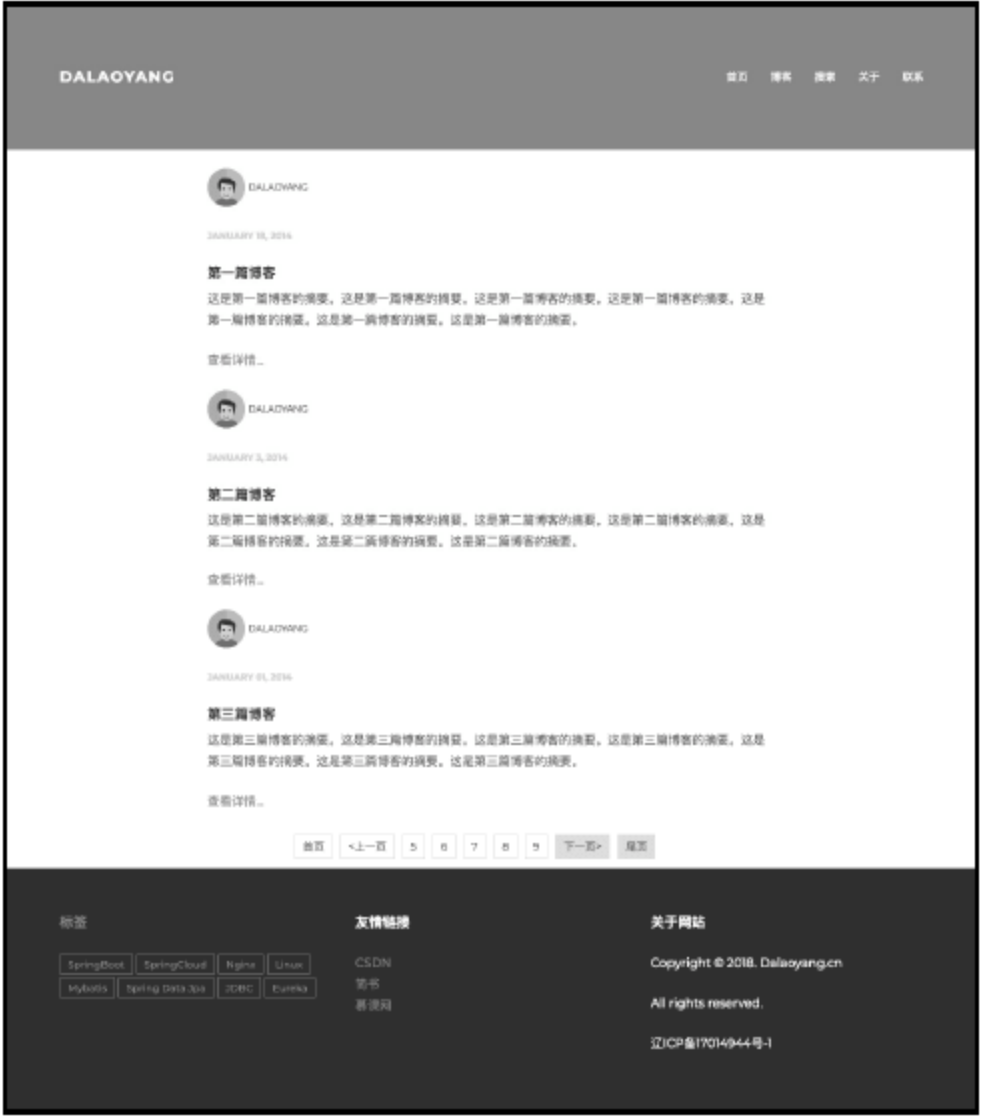 DALAOYANG
首页 博客 搜索 关于 联系
DALAOYANG
JANUARY 18, 2014
第一篇博客
这是第一篇博客的摘要。这是第一篇博客的摘要。这是第一篇博客的摘要。这是第一篇博客的摘要。这是
第一篇博客的摘要。这是第一篇博客的摘要。这是第一篇博客的摘要。
查看详情...
DALAOYANG
JANUARY 3, 2014
第二篇博客
这是第二篇博客的摘要。这是第二篇博客的摘要。这是第二篇博客的摘要。这是第二篇博客的摘要。这是
第二篇博客的摘要。这是第二篇博客的摘要。这是第二篇博客的摘要。
查看详情...
DALAOYANG
JANUARY 01, 2014
第三篇博客
这是第三篇博客的摘要。这是第三篇博客的摘要。这是第三篇博客的摘要。这是第三篇博客的摘要。这是
第三篇博客的摘要。这是第三篇博客的摘要。这是第三篇博客的摘要。
查看详情...
首页 <上一页 5 6 7 8 9 下一页> 尾页
标签
SpringBoot SpringCloud Nginx Linux
Mybatis Spring Data Jpa JDBC Eureka
友情链接
CSDN
简书
慕课网
关于网站
Copyright © 2018. Dalaoyang.cn
All rights reserved.
辽ICP备17014944号-1